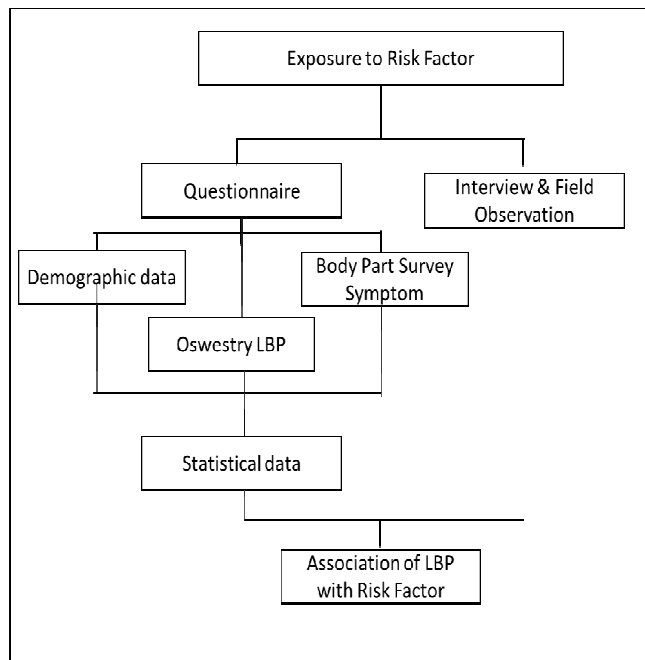 Exposure to Risk Factor
Questionnaire
Interview & Field
Observation
Demographic data
Body Part Survey
Symptom
Oswestry LBP
Statistical data
Association of LBP
with Risk Factor